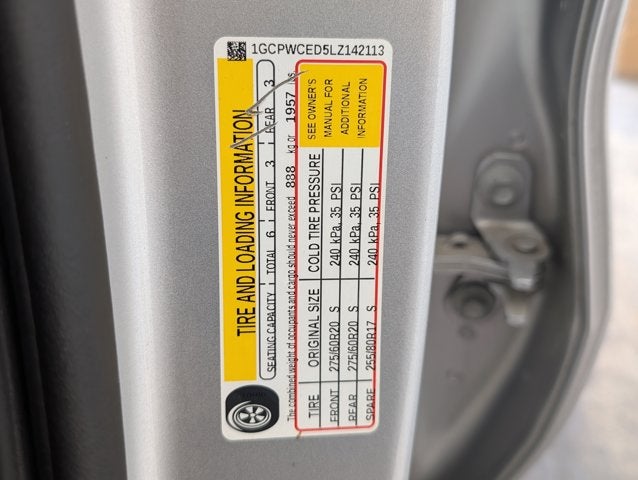 1GCPWCED5LZ142113
TIRE AND LOADING INFORMATION
SEATING CAPACITY TOTAL 6 FRONT 3 REAR 3
The combined weight of occupants and cargo should never exceed 888 kg or 1957 lbs
TIRE ORIGINAL SIZE COLD TIRE PRESSURE
FRONT 275/60R20 S 240 kPa, 35 PSI
REAR 275/60R20 S 240 kPa, 35 PSI
SPARE 255/80R17 S 240 kPa, 35 PSI
SEE OWNER'S
MANUAL FOR
ADDITIONAL
INFORMATION